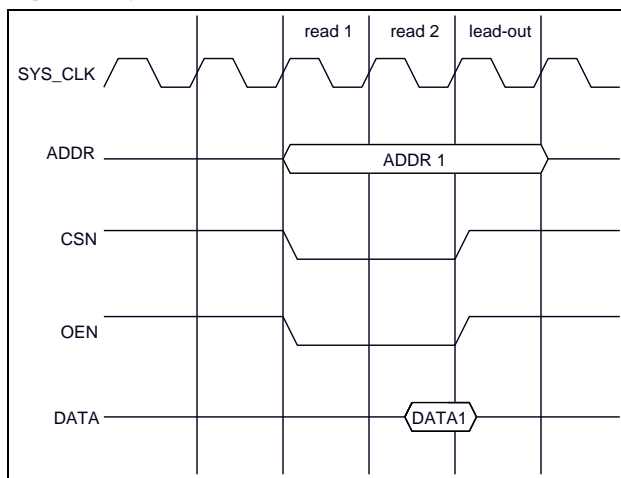 read 1 read 2 lead-out
SYS_CLK
ADDR ADDR 1
CSN
OEN
DATA DATA1